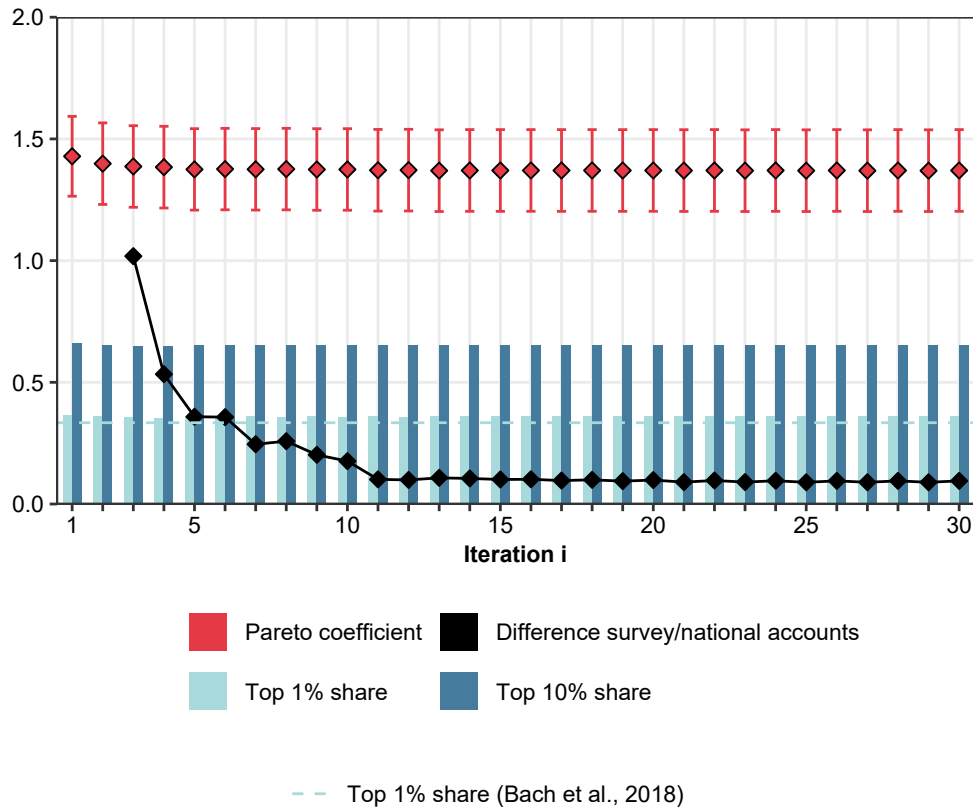 2.0
1.5
1.0
0.5
0.0
1 5 10 15 20 25 30
Iteration i
Pareto coefficient Difference survey/national accounts
Top 1% share Top 10% share
Top 1% share (Bach et al., 2018)